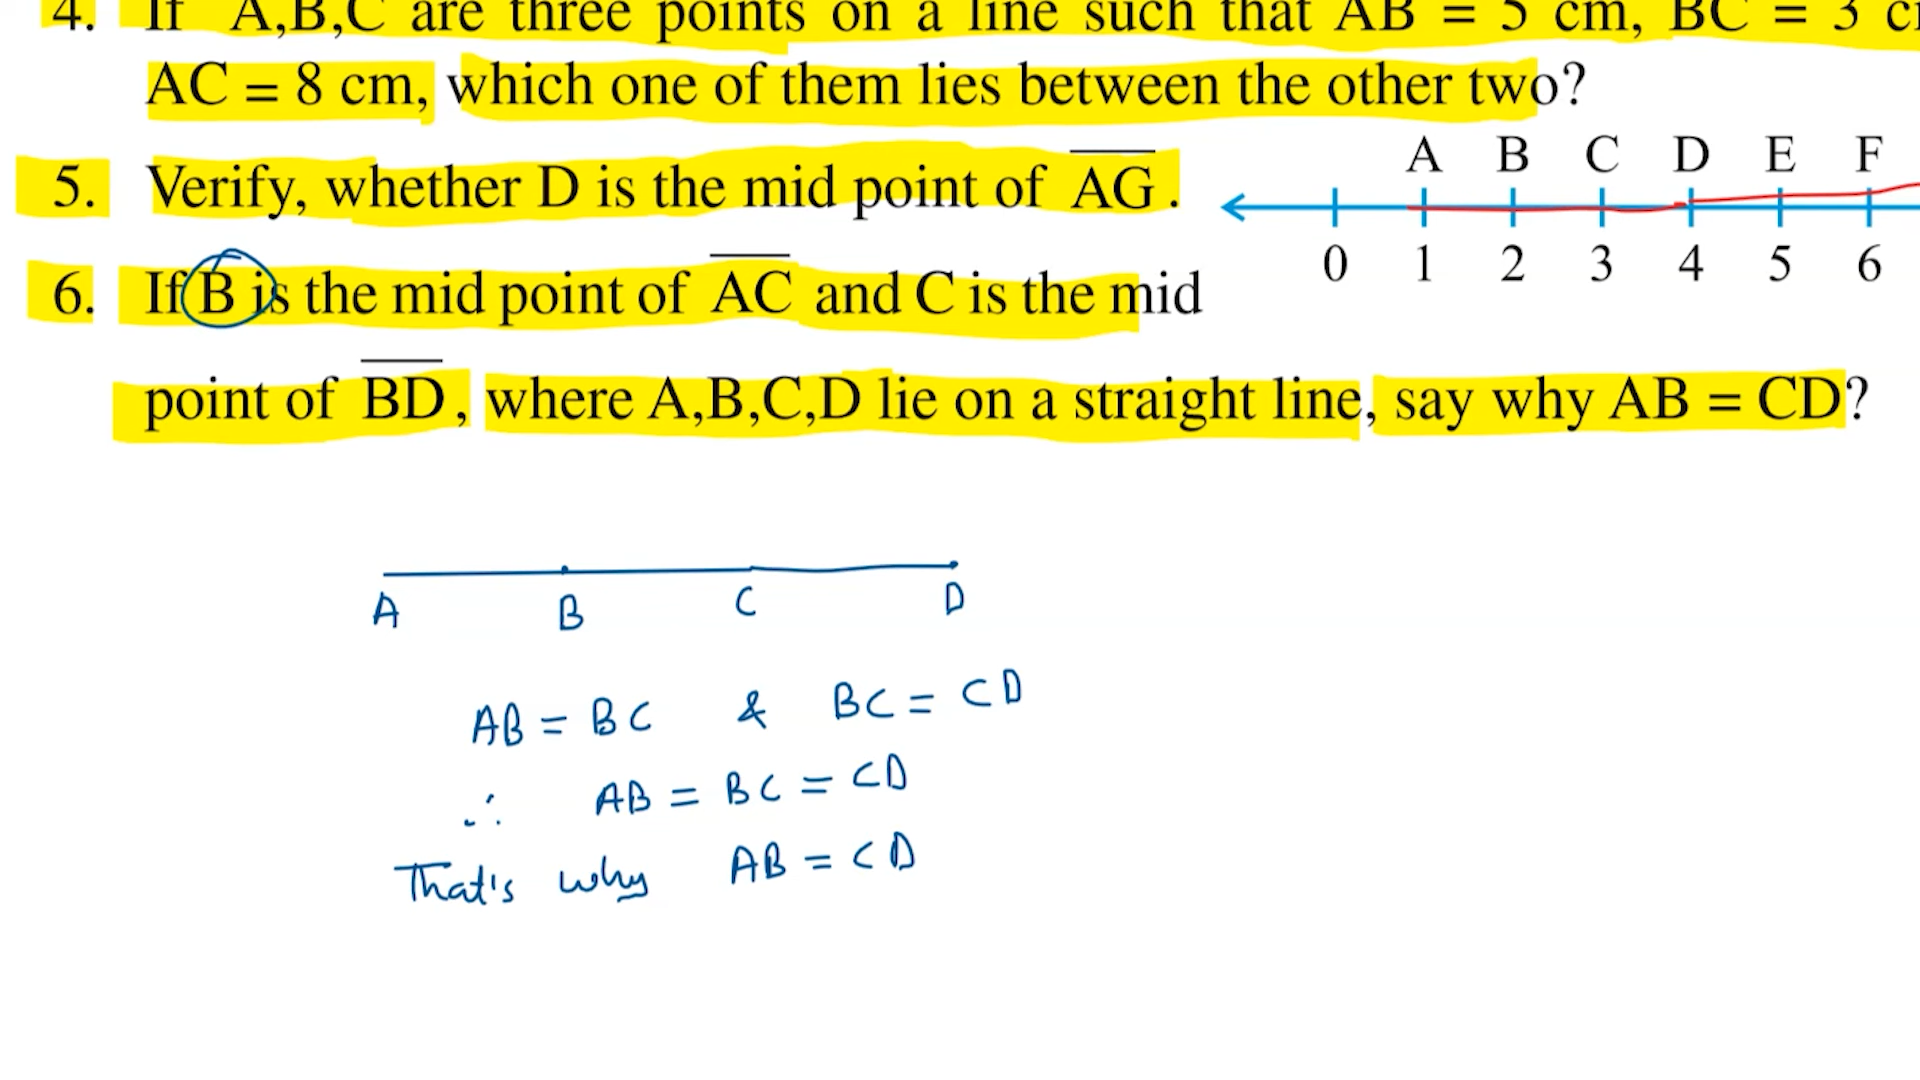 4. If A,B,C are three points on a line such that AB = 5 cm, BC = 3
AC = 8 cm, which one of them lies between the other two?
5. Verify, whether D is the mid point of AG.
A B C D E F
0 1 2 3 4 5 6
6. If B is the mid point of AC and C is the mid
point of BD, where A,B,C,D lie on a straight line, say why AB = CD?
A B C D
AB = BC & BC = CD
∴ AB = BC = CD
That's why AB = CD